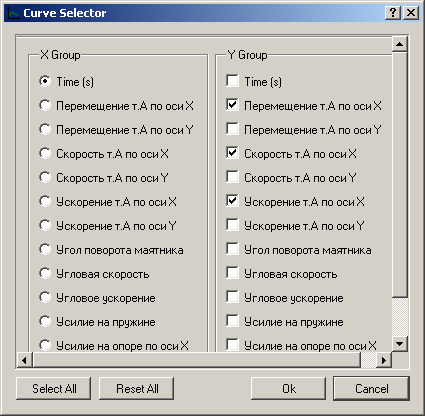 Curve Selector
X Group
Time (s)
Перемещение т.А по оси X
Перемещение т.А по оси Y
Скорость т.А по оси X
Скорость т.А по оси Y
Ускорение т.А по оси X
Ускорение т.А по оси Y
Угол поворота маятника
Угловая скорость
Угловое ускорение
Усилие на пружине
Усилие на опоре по оси X
Y Group
Time (s)
Перемещение т.А по оси X
Перемещение т.А по оси Y
Скорость т.А по оси X
Скорость т.А по оси Y
Ускорение т.А по оси X
Ускорение т.А по оси Y
Угол поворота маятника
Угловая скорость
Угловое ускорение
Усилие на пружине
Усилие на опоре по оси X
Select All
Reset All
Ok
Cancel